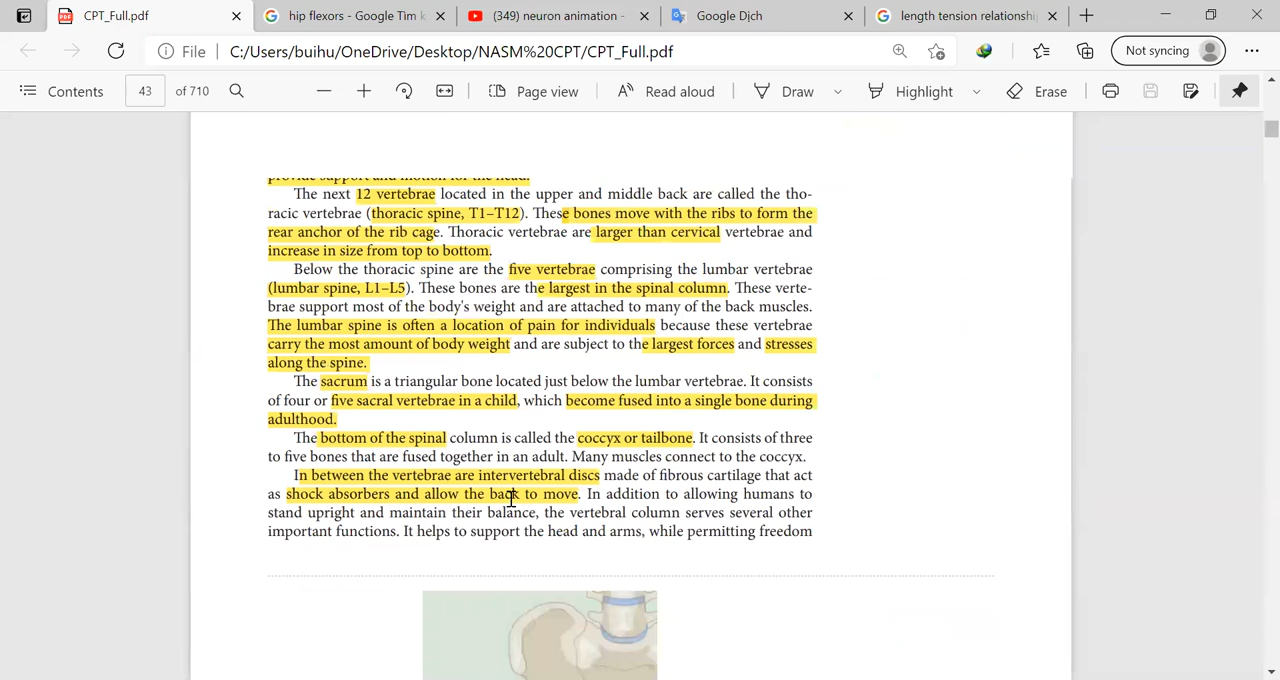 CPT_Full.pdf
hip flexors - Google Tìm k
(349) neuron animation -
Google Dịch
length tension relationshi
File C:/Users/buihu/OneDrive/Desktop/NASM%20CPT/CPT_Full.pdf
Not syncing
Contents 43 of 710 Page view Read aloud Draw Highlight Erase
provide support and motion for the head.
The next 12 vertebrae located in the upper and middle back are called the tho-
racic vertebrae (thoracic spine, T1–T12). These bones move with the ribs to form the
rear anchor of the rib cage. Thoracic vertebrae are larger than cervical vertebrae and
increase in size from top to bottom.
Below the thoracic spine are the five vertebrae comprising the lumbar vertebrae
(lumbar spine, L1–L5). These bones are the largest in the spinal column. These verte-
brae support most of the body's weight and are attached to many of the back muscles.
The lumbar spine is often a location of pain for individuals because these vertebrae
carry the most amount of body weight and are subject to the largest forces and stresses
along the spine.
The sacrum is a triangular bone located just below the lumbar vertebrae. It consists
of four or five sacral vertebrae in a child, which become fused into a single bone during
adulthood.
The bottom of the spinal column is called the coccyx or tailbone. It consists of three
to five bones that are fused together in an adult. Many muscles connect to the coccyx.
In between the vertebrae are intervertebral discs made of fibrous cartilage that act
as shock absorbers and allow the back to move. In addition to allowing humans to
stand upright and maintain their balance, the vertebral column serves several other
important functions. It helps to support the head and arms, while permitting freedom